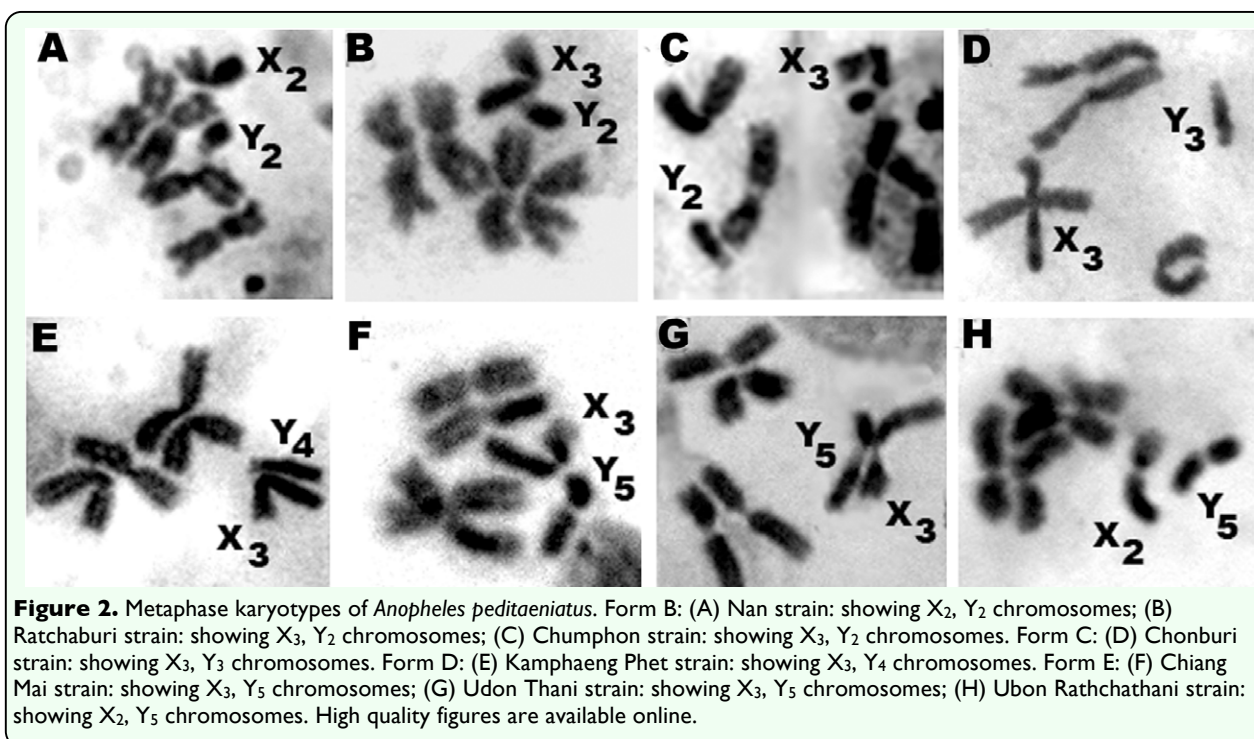 A X₂ Y₂
B X₃ Y₂
C X₃ Y₂
D Y₃ X₃
E Y₄ X₃
F X₃ Y₅
G Y₅ X₃
H X₂ Y₅
Figure 2. Metaphase karyotypes of Anopheles peditaeniatus. Form B: (A) Nan strain: showing X₂, Y₂ chromosomes; (B)
Ratchaburi strain: showing X₃, Y₂ chromosomes; (C) Chumphon strain: showing X₃, Y₂ chromosomes. Form C: (D) Chonburi
strain: showing X₃, Y₃ chromosomes. Form D: (E) Kamphaeng Phet strain: showing X₃, Y₄ chromosomes. Form E: (F) Chiang
Mai strain: showing X₃, Y₅ chromosomes; (G) Udon Thani strain: showing X₃, Y₅ chromosomes; (H) Ubon Rathchathani strain:
showing X₂, Y₅ chromosomes. High quality figures are available online.